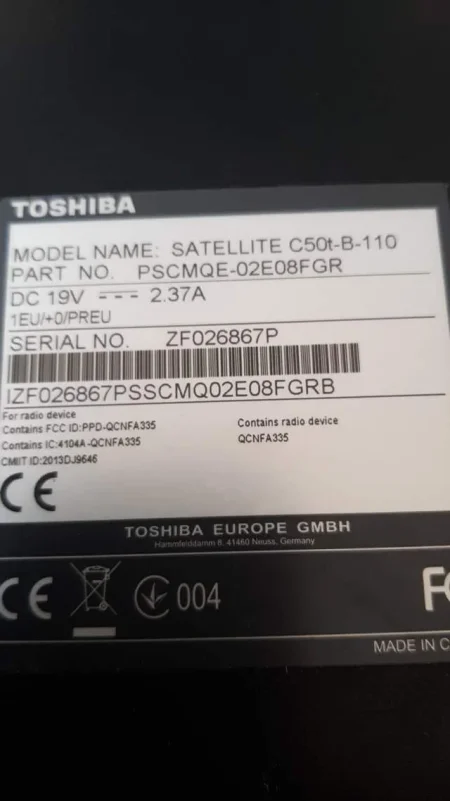 TOSHIBA
MODEL NAME: SATELLITE C50t-B-110
PART NO. PSCMQE-02E08FGR
DC 19V 2.37A
1EU/+0/PREU
SERIAL NO. ZF026867P
IZF026867PSSCMQ02E08FGRB
For radio device
Contains FCC ID:PPD-QCNFA335
Contains IC:4104A-QCNFA335
CMIIT ID:2013DJ9646
Contains radio device
QCNFA335
CE
TOSHIBA EUROPE GMBH
Hammfelddamm 8, 41460 Neuss, Germany
CE
004
FC
MADE IN C